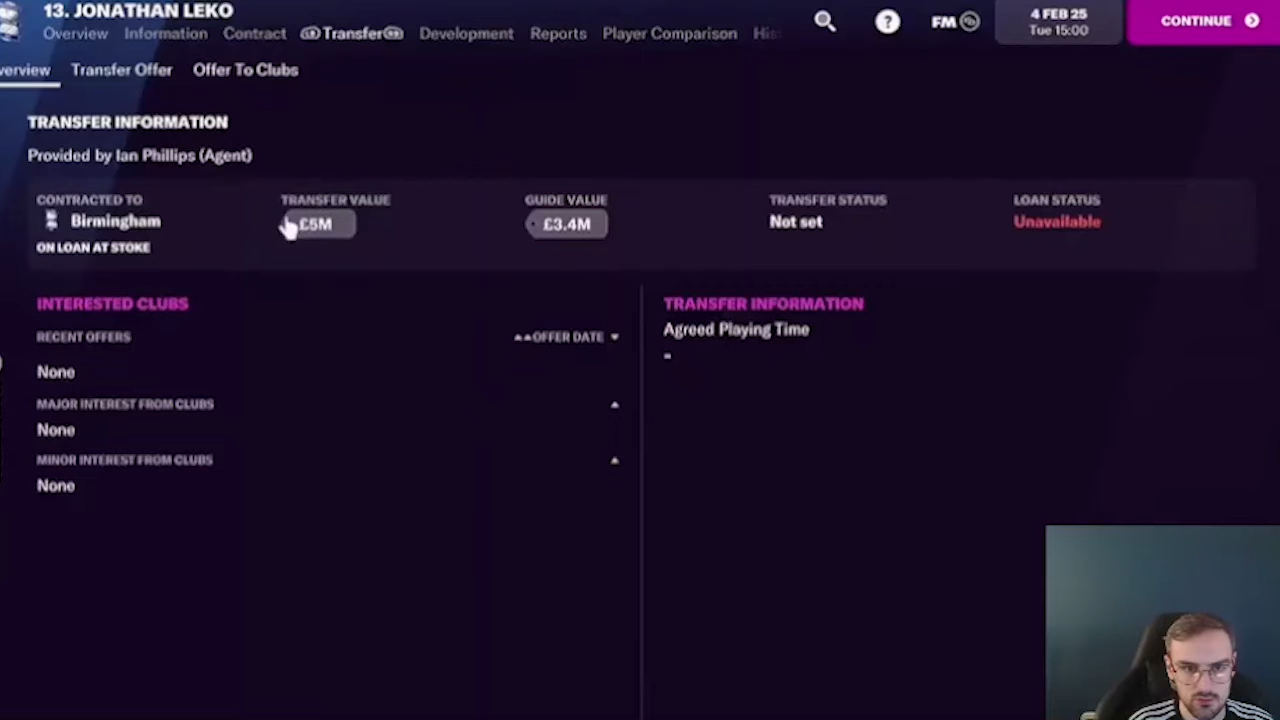 13. JONATHAN LEKO
Overview Information Contract Transfer Development Reports Player Comparison His
FM
4 FEB 25
Tue 15:00
CONTINUE
verview Transfer Offer Offer To Clubs
TRANSFER INFORMATION
Provided by Ian Phillips (Agent)
CONTRACTED TO TRANSFER VALUE GUIDE VALUE TRANSFER STATUS LOAN STATUS
Birmingham £5M £3.4M Not set Unavailable
ON LOAN AT STOKE
INTERESTED CLUBS
RECENT OFFERS OFFER DATE
None
MAJOR INTEREST FROM CLUBS
None
MINOR INTEREST FROM CLUBS
None
TRANSFER INFORMATION
Agreed Playing Time
-